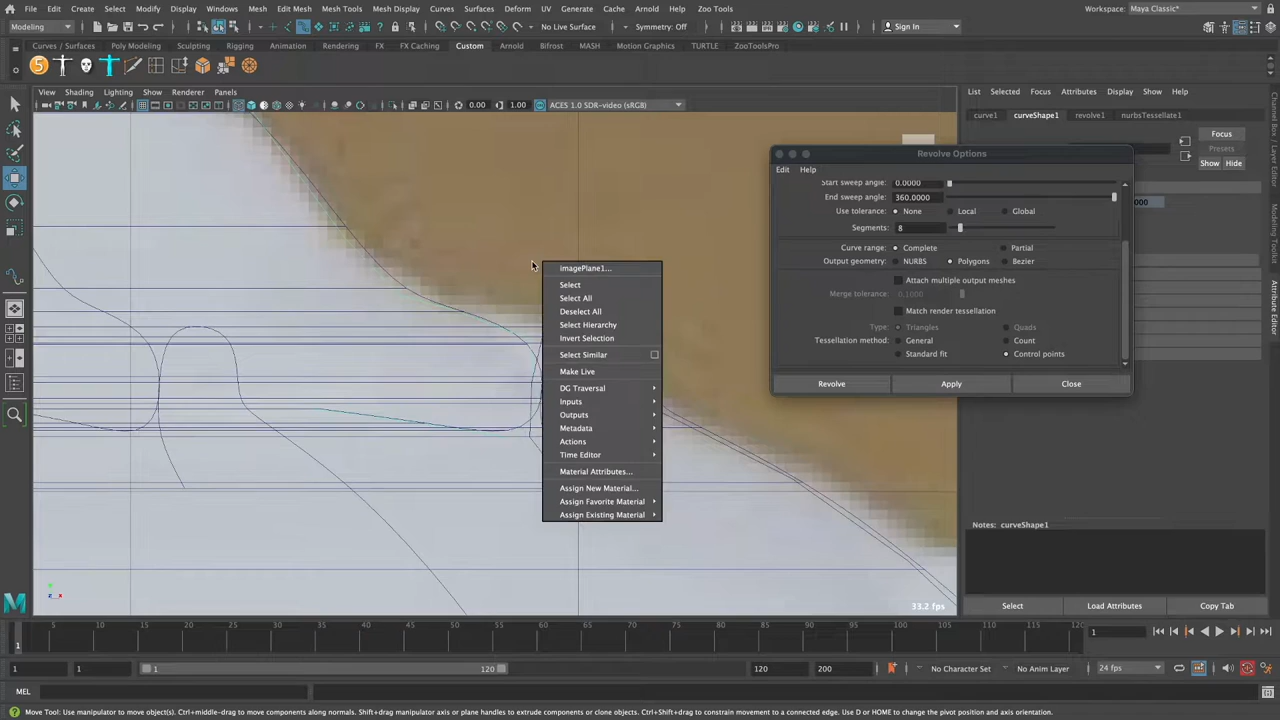 File Edit Create Select Modify Display Windows Mesh Edit Mesh Mesh Tools Mesh Display Curves Surfaces Deform UV Generate Cache Arnold Help Zoo Tools Workspace: Maya Classic*
Modeling No Live Surface Symmetry: Off Sign In
Curves / Surfaces Poly Modeling Sculpting Rigging Animation Rendering FX FX Caching Custom Arnold Bifrost MASH Motion Graphics TURTLE ZooToolsPro
View Shading Lighting Show Renderer Panels
0.00 1.00 ACES 1.0 SDR-video (sRGB)
List Selected Focus Attributes Display Show Help
curve1 curveShape1 revolve1 nurbsTessellate1
Focus
Presets
Show Hide
000
Revolve Options
Edit Help
Start sweep angle: 0.0000
End sweep angle: 360.0000
Use tolerance: None Local Global
Segments: 8
Curve range: Complete Partial
Output geometry: NURBS Polygons Bezier
Attach multiple output meshes
Merge tolerance: 0.1000
Match render tessellation
Type: Triangles Quads
Tessellation method: General Count
Standard fit Control points
Revolve Apply Close
imagePlane1...
Select
Select All
Deselect All
Select Hierarchy
Invert Selection
Select Similar
Make Live
DG Traversal
Inputs
Outputs
Metadata
Actions
Time Editor
Material Attributes...
Assign New Material...
Assign Favorite Material
Assign Existing Material
Channel Box / Layer Editor
Modeling Toolkit
Attribute Editor
Notes: curveShape1
33.2 fps
Select Load Attributes Copy Tab
5 10 15 20 25 30 35 40 45 50 55 60 65 70 75 80 85 90 95 100 105 110 115 120
1 1
1 1 1 120 120 200 No Character Set No Anim Layer 24 fps
MEL
Move Tool: Use manipulator to move object(s). Ctrl+middle-drag to move components along normals. Shift+drag manipulator axis or plane handles to extrude components or clone objects. Ctrl+Shift+drag to constrain movement to a connected edge. Use D or HOME to change the pivot position and axis orientation.